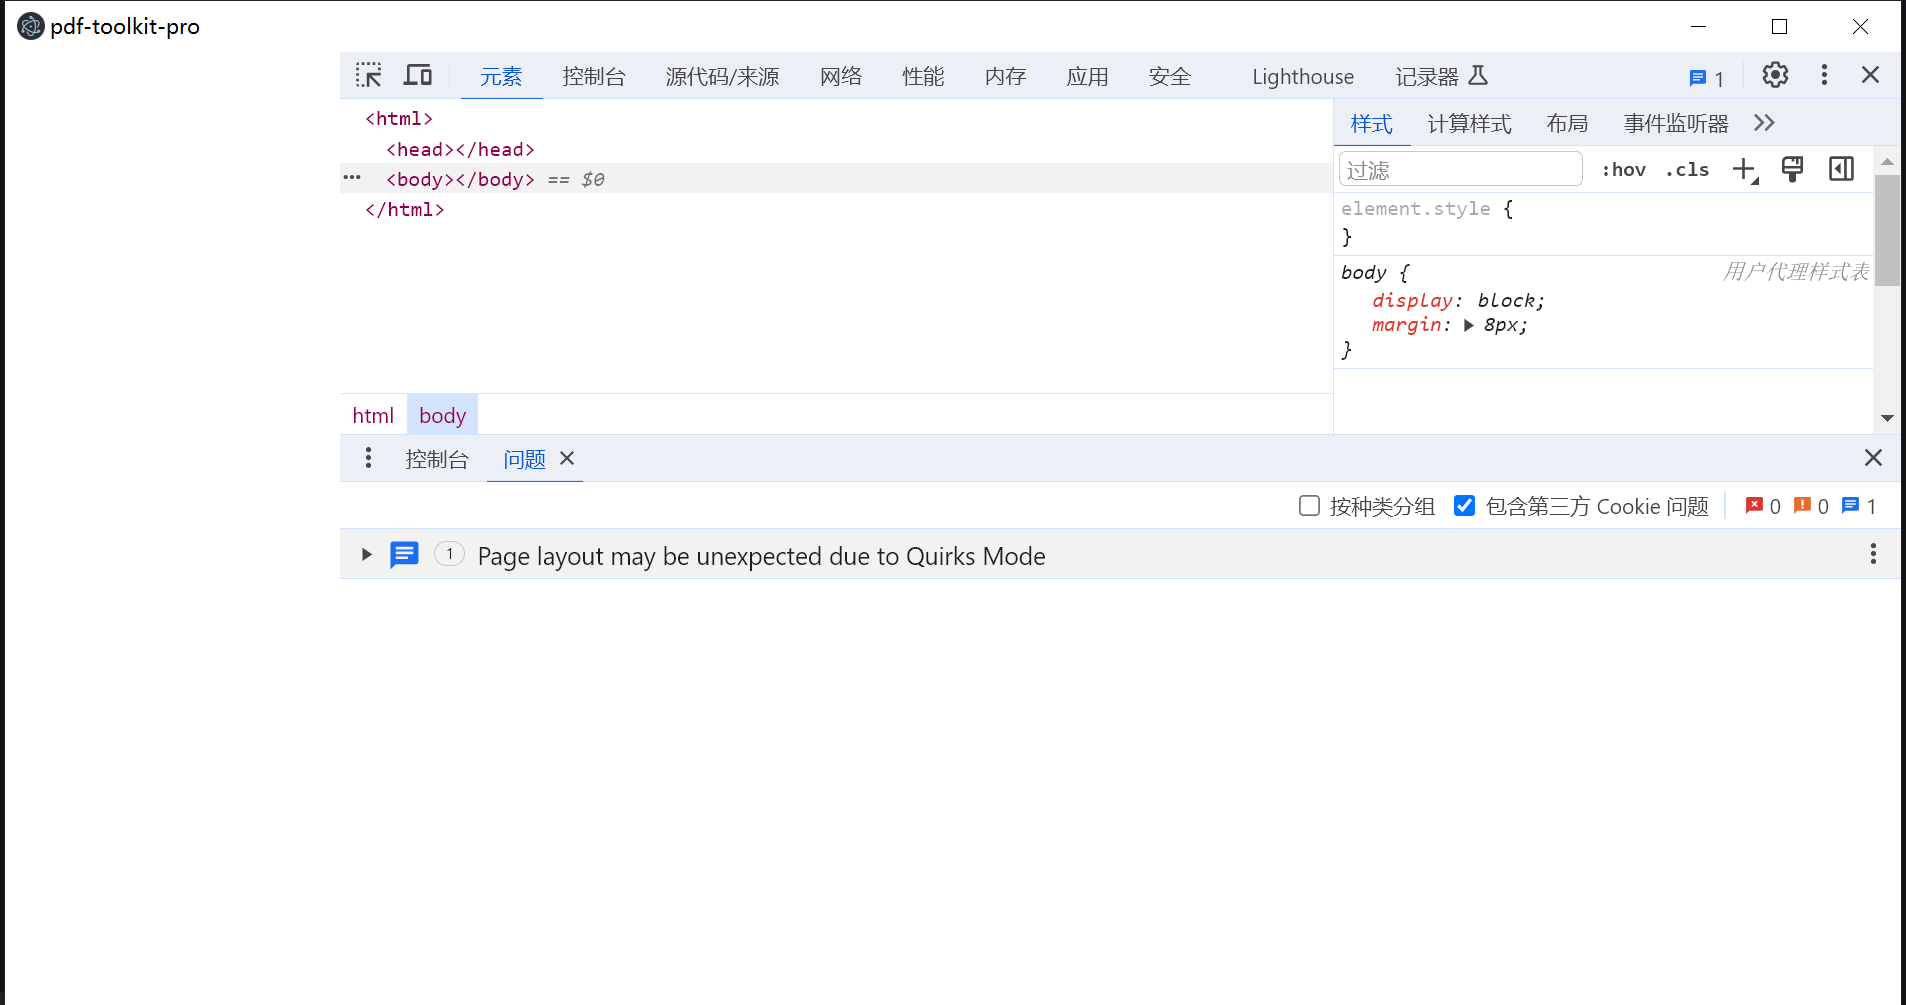 pdf-toolkit-pro
元素 控制台 源代码/来源 网络 性能 内存 应用 安全 Lighthouse 记录器 1
<html>
<head></head>
<body></body> == $0
</html>
html body
样式 计算样式 布局 事件监听器
过滤 :hov .cls
element.style {
}
body { 用户代理样式表
display: block;
margin: 8px;
}
控制台 问题
按种类分组 包含第三方 Cookie 问题 0 0 1
1 Page layout may be unexpected due to Quirks Mode